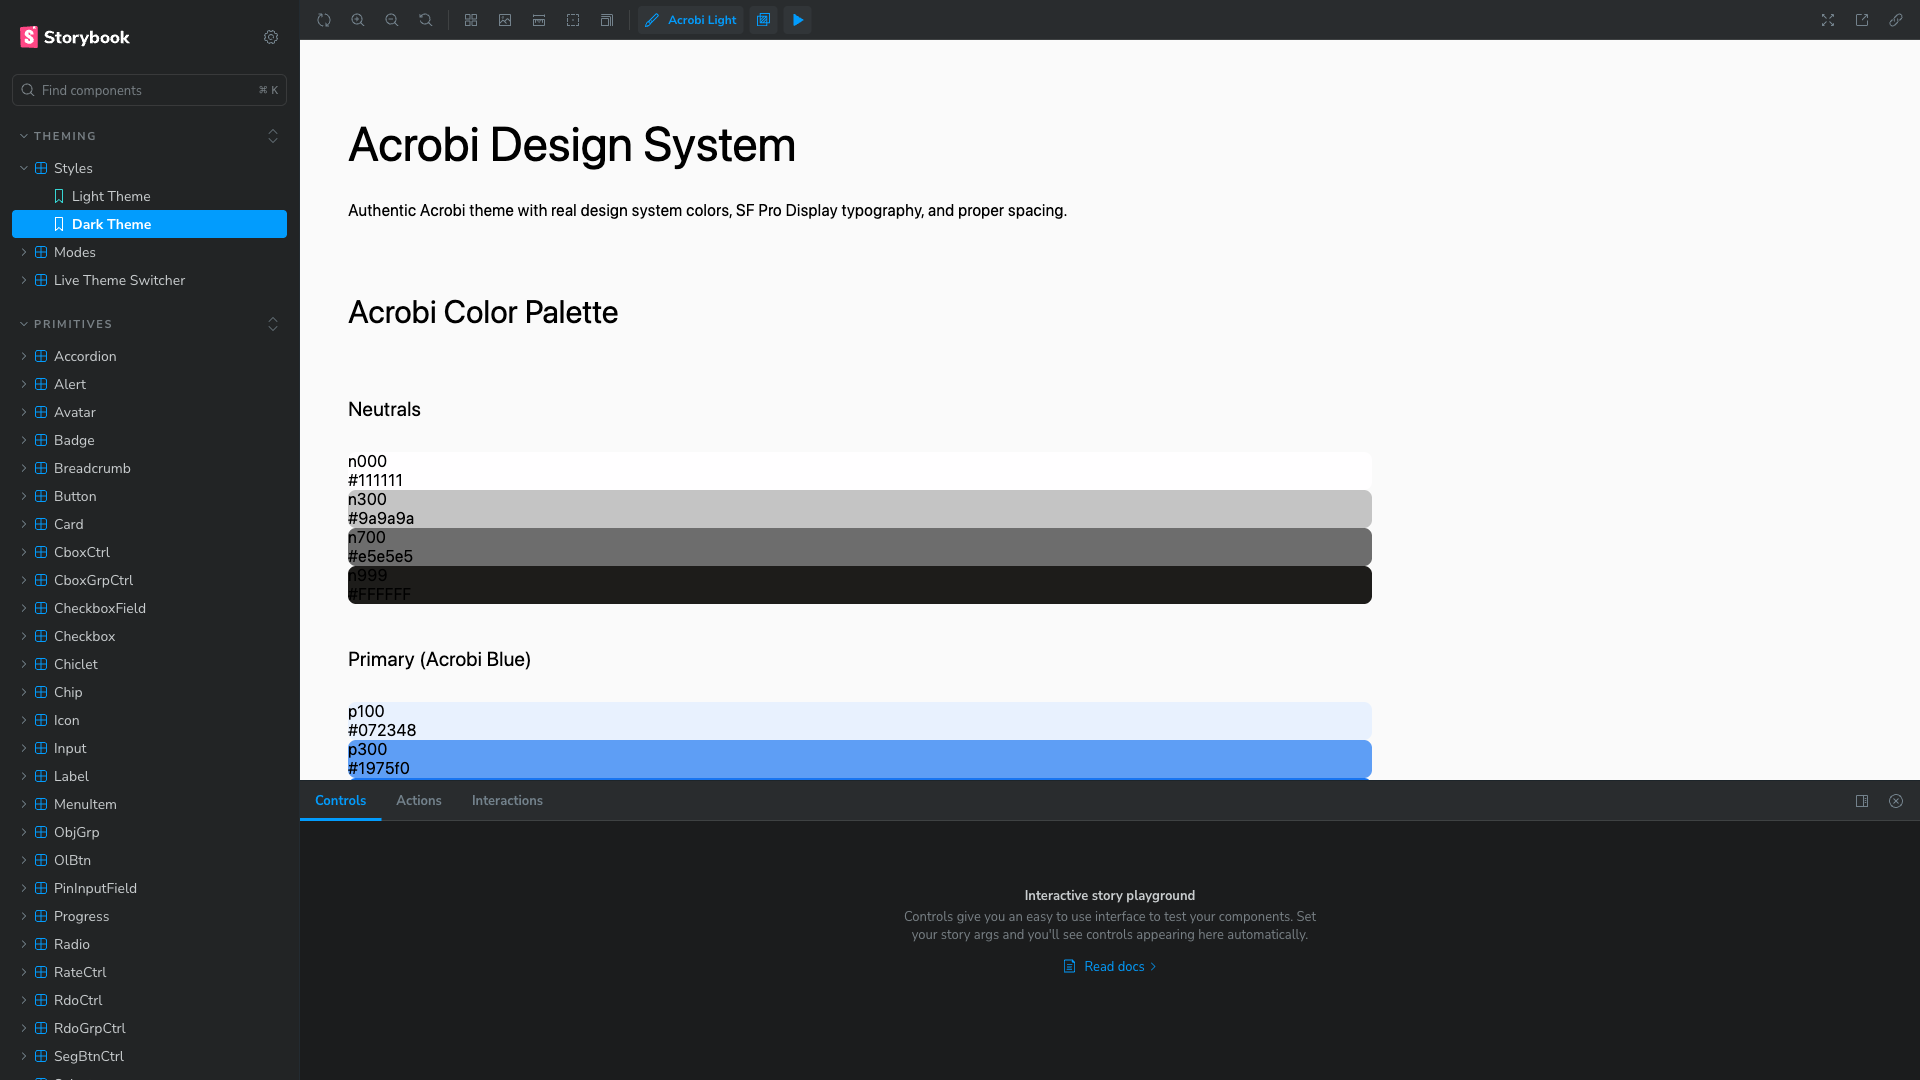 Storybook
Find components
⌘ K
THEMING
Styles
Light Theme
Dark Theme
Modes
Live Theme Switcher
PRIMITIVES
Accordion
Alert
Avatar
Badge
Breadcrumb
Button
Card
CboxCtrl
CboxGrpCtrl
CheckboxField
Checkbox
Chiclet
Chip
Icon
Input
Label
MenuItem
ObjGrp
OlBtn
PinInputField
Progress
Radio
RateCtrl
RdoCtrl
RdoGrpCtrl
SegBtnCtrl
Acrobi Light
Acrobi Design System
Authentic Acrobi theme with real design system colors, SF Pro Display typography, and proper spacing.
Acrobi Color Palette
Neutrals
n000
#111111
n300
#9a9a9a
n700
#e5e5e5
n999
#FFFFFF
Primary (Acrobi Blue)
p100
#072348
p300
#1975f0
Controls
Actions
Interactions
Interactive story playground
Controls give you an easy to use interface to test your components. Set
your story args and you'll see controls appearing here automatically.
Read docs